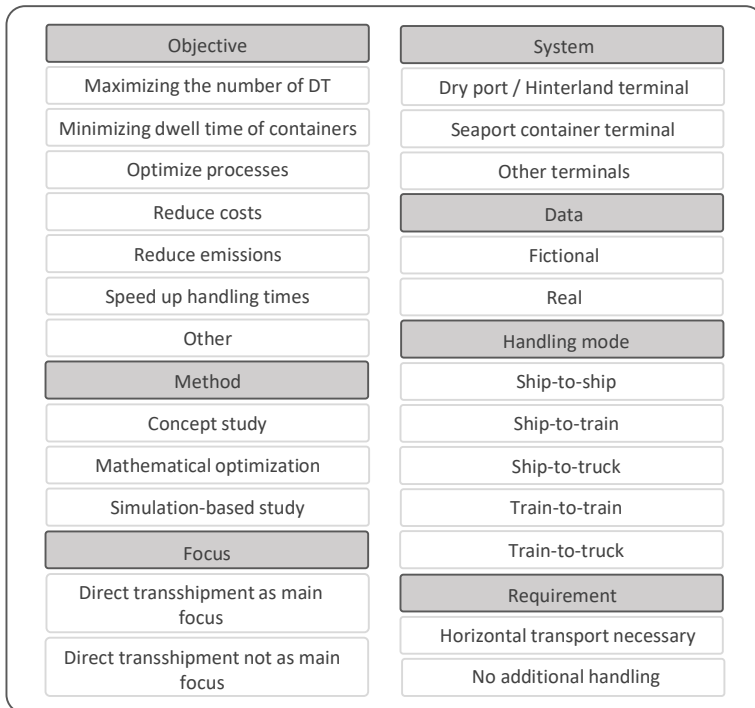 Objective
Maximizing the number of DT
Minimizing dwell time of containers
Optimize processes
Reduce costs
Reduce emissions
Speed up handling times
Other
Method
Concept study
Mathematical optimization
Simulation-based study
Focus
Direct transshipment as main
focus
Direct transshipment not as main
focus
System
Dry port / Hinterland terminal
Seaport container terminal
Other terminals
Data
Fictional
Real
Handling mode
Ship-to-ship
Ship-to-train
Ship-to-truck
Train-to-train
Train-to-truck
Requirement
Horizontal transport necessary
No additional handling